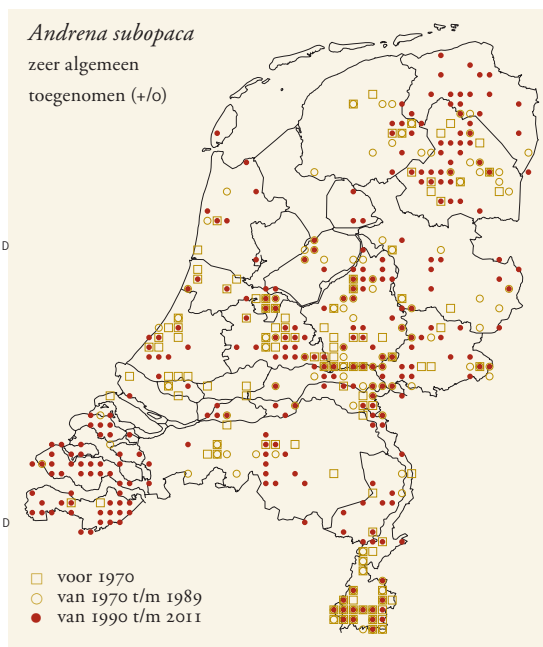 Andrena subopaca
zeer algemeen
toegenomen (+/0)
D
D
voor 1970
van 1970 t/m 1989
van 1990 t/m 2011